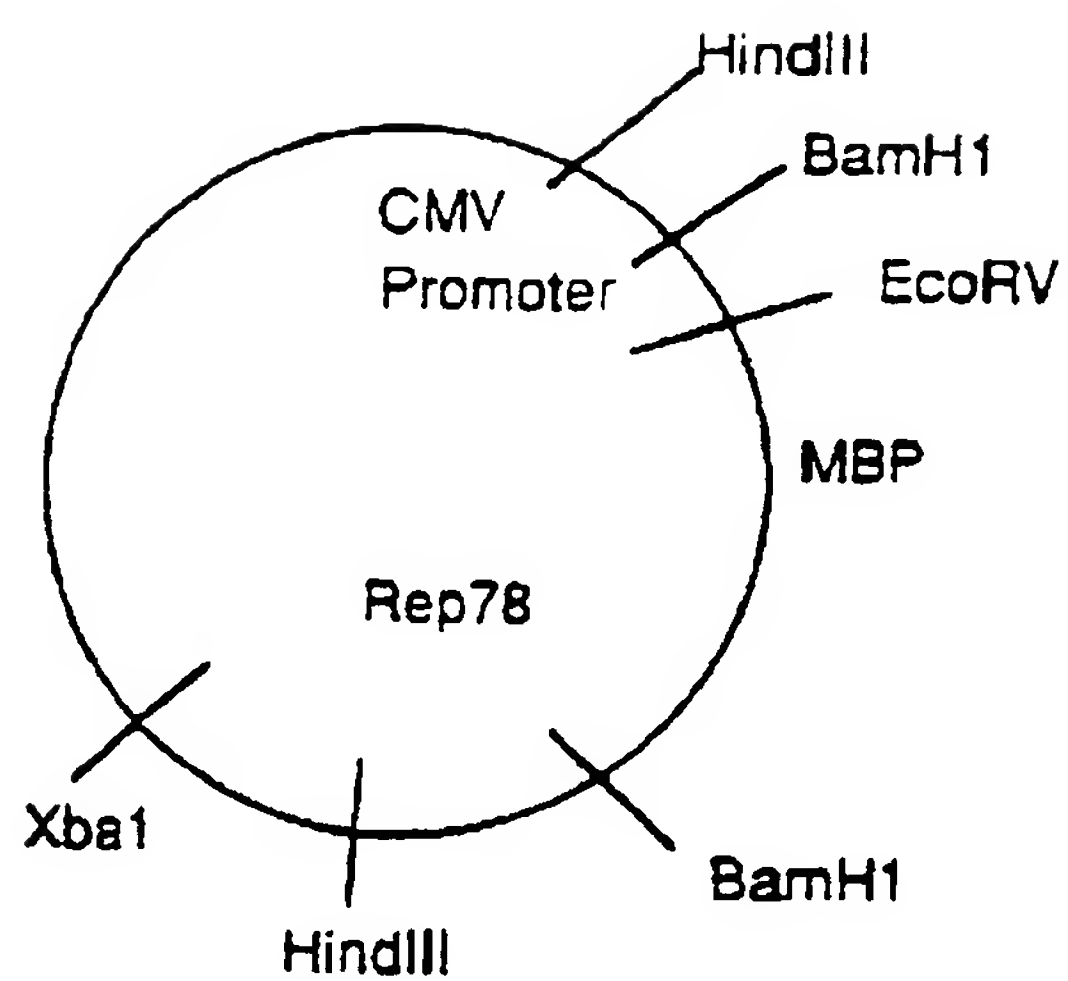 HindIII
BamH1
CMV
Promoter
EcoRV
MBP
Rep78
Xba1
BamH1
HindIII